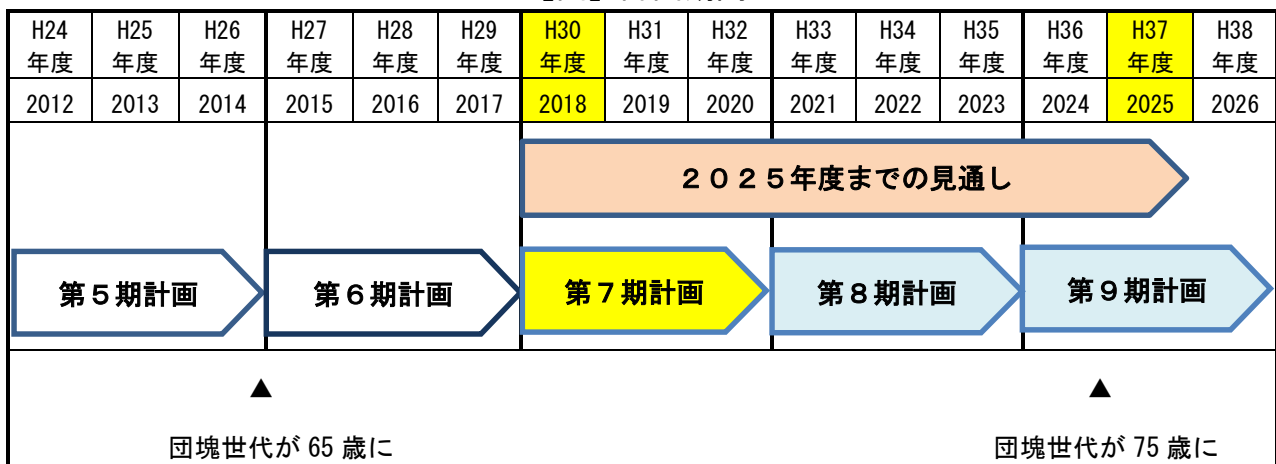 H24 H25 H26 H27 H28 H29 H30 H31 H32 H33 H34 H35 H36 H37 H38
年度 年度 年度 年度 年度 年度 年度 年度 年度 年度 年度 年度 年度 年度 年度
2012 2013 2014 2015 2016 2017 2018 2019 2020 2021 2022 2023 2024 2025 2026
２０２５年度までの見通し
第５期計画 第６期計画 第７期計画 第８期計画 第９期計画
▲ ▲
団塊世代が 65 歳に 団塊世代が 75 歳に